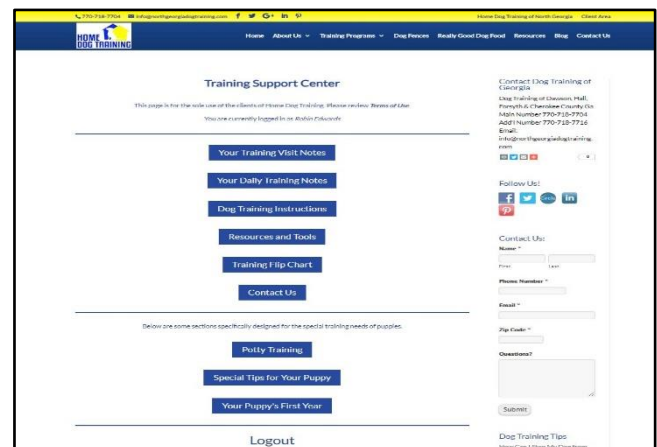 770-718-7704 info@northgeorgiadogtraining.com
Home Dog Training of North Georgia Client Area
HOME
DOG TRAINING
Home About Us Training Programs Dog Fences Really Good Dog Food Resources Blog Contact Us
Training Support Center
This page is for the sole use of the clients of Home Dog Training. Please review Terms of Use
You are currently logged in as Robin Edwards
Your Training Visit Notes
Your Daily Training Notes
Dog Training Instructions
Resources and Tools
Training Flip Chart
Contact Us
Below are some sections specifically designed for the special training needs of puppies.
Potty Training
Special Tips for Your Puppy
Your Puppy's First Year
Logout
Contact Dog Training of
Georgia
Dog Training of Dawson, Hall,
Forsyth & Cherokee County Ga
Main Number 770-718-7704
Add'l Number 770-718-7716
Email:
info@northgeorgiadogtraining.
com
Follow Us!
Contact Us:
Name *
First Last
Phone Number *
Email *
Zip Code *
Questions?
Submit
Dog Training Tips